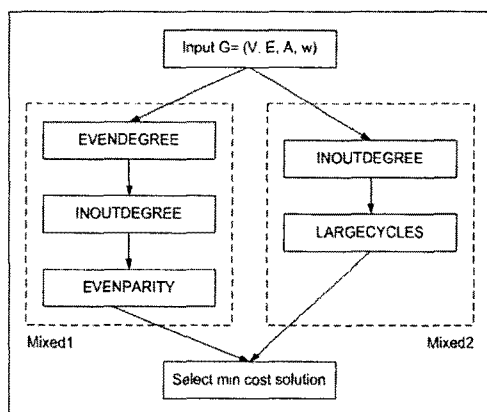 Input G= (V. E, A, w)
EVENDEGREE
INOUTDEGREE
EVENPARITY
Mixed1
INOUTDEGREE
LARGECYCLES
Mixed2
Select min cost solution